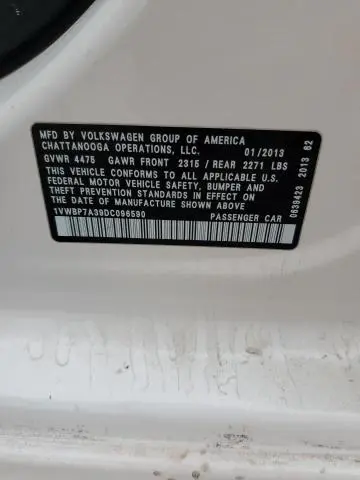 MFD BY VOLKSWAGEN GROUP OF AMERICA
CHATTANOOGA OPERATIONS, LLC. 01/2013
GVWR 4475 GAWR FRONT 2315 / REAR 2271 LBS
THIS VEHICLE CONFORMS TO ALL APPLICABLE U.S.
FEDERAL MOTOR VEHICLE SAFETY, BUMPER AND
THEFT PREVENTION STANDARDS IN EFFECT ON
THE DATE OF MANUFACTURE SHOWN ABOVE
1VWBP7A39DC096590 PASSENGER CAR
0639423 2013 62